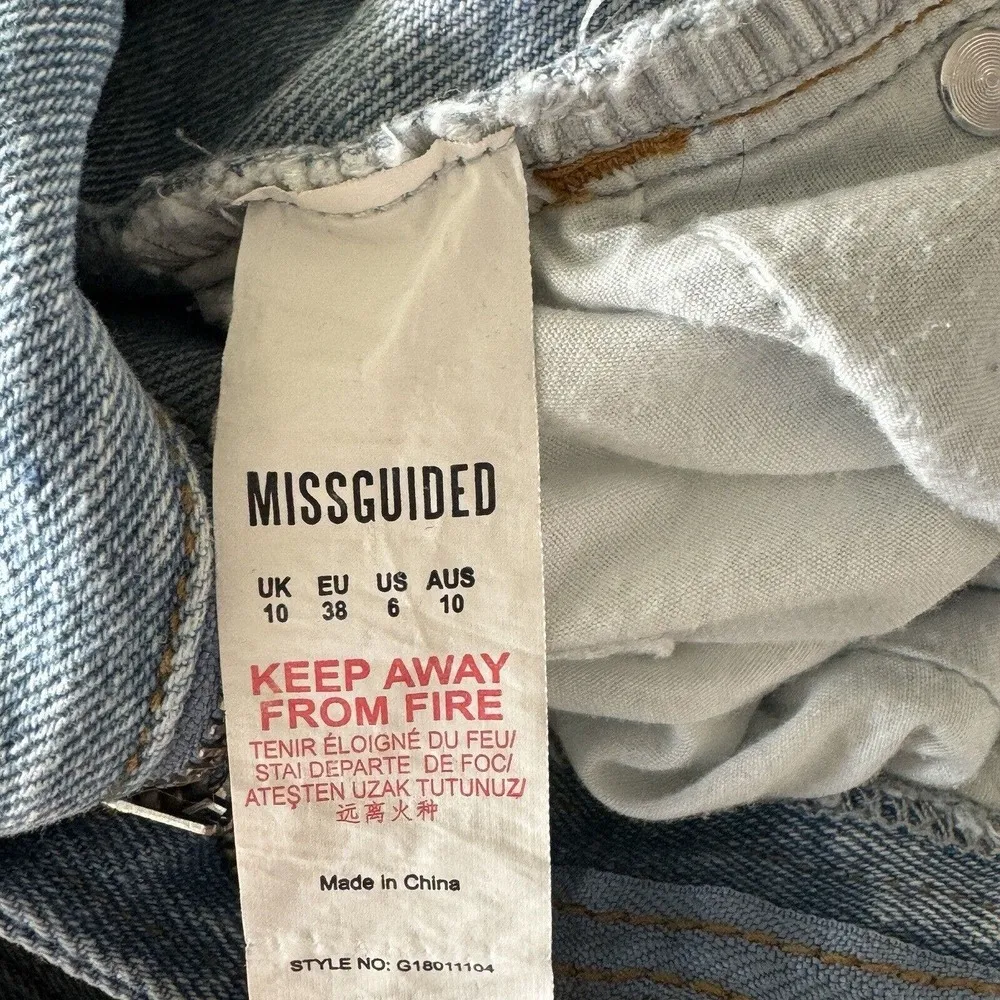 MISSGUIDED
UK EU US AUS
10 38 6 10
KEEP AWAY
FROM FIRE
TENIR ÉLOIGNÉ DU FEU/
STAI DEPARTE DE FOC/
ATEŞTEN UZAK TUTUNUZ/
远离火种
Made in China
STYLE NO: G18011104